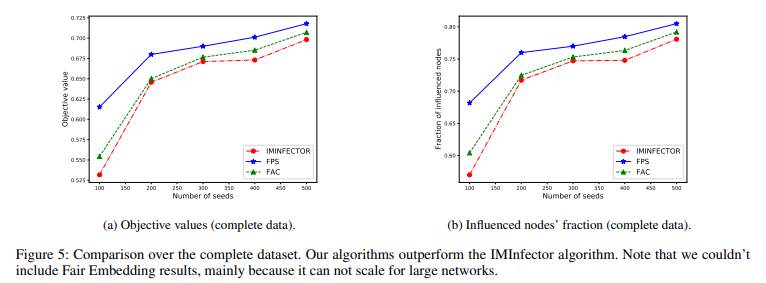 0.725
0.700
0.675
0.650
0.625
0.600
0.575
0.550
0.525
Objective value
100 150 200 250 300 350 400 450 500
Number of seeds
IMINFECTOR
FPS
FAC
0.80
0.75
0.70
0.65
0.60
Fraction of influenced nodes
100 150 200 250 300 350 400 450 500
Number of seeds
IMINFECTOR
FPS
FAC
(a) Objective values (complete data).
(b) Influenced nodes’ fraction (complete data).
Figure 5: Comparison over the complete dataset. Our algorithms outperform the IMInfector algorithm. Note that we couldn’t
include Fair Embedding results, mainly because it can not scale for large networks.